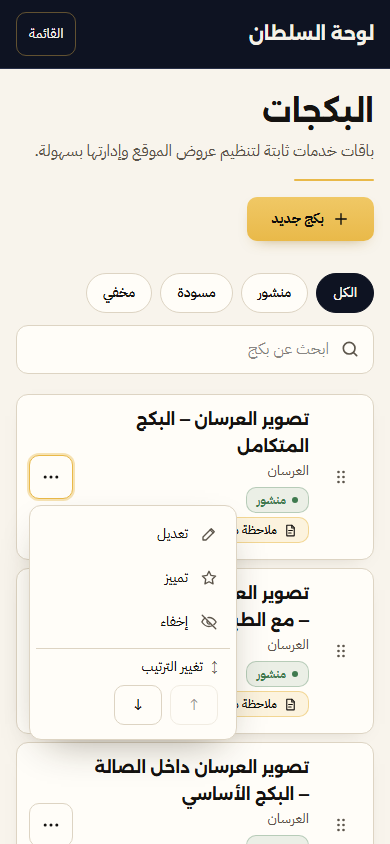 لوحة السلطان
القائمة
البكجات
باقات خدمات ثابتة لتنظيم عروض الموقع وإدارتها بسهولة.
بكج جديد
الكل
منشور
مسودة
مخفي
ابحث عن بكج
تصوير العرسان – البكج
المتكامل
العرسان
منشور
ملاحظة
تعديل
تمييز
إخفاء
تغيير الترتيب
تصوير
– مع
العرسان
منشور
ملاحظة
تصوير العرسان داخل الصالة
– البكج الأساسي
العرسان